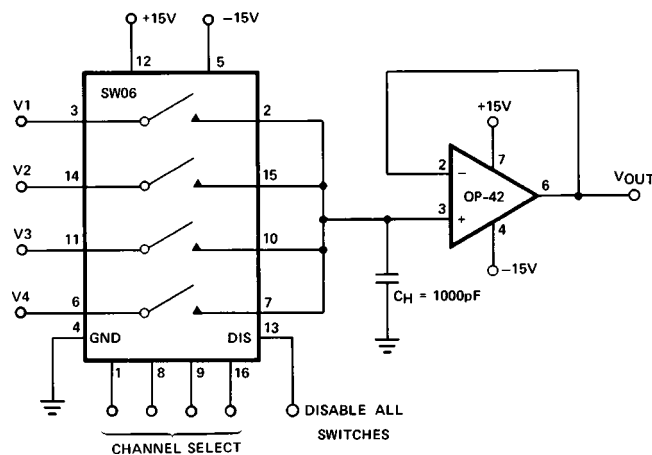 +15V
-15V
12
5
SW06
V1
3
2
V2
14
15
V3
11
10
V4
6
7
4
GND
DIS
13
1
8
9
16
CHANNEL SELECT
DISABLE ALL
SWITCHES
+15V
7
2
-
OP-42
6
VOUT
3
+
4
-15V
CH = 1000pF